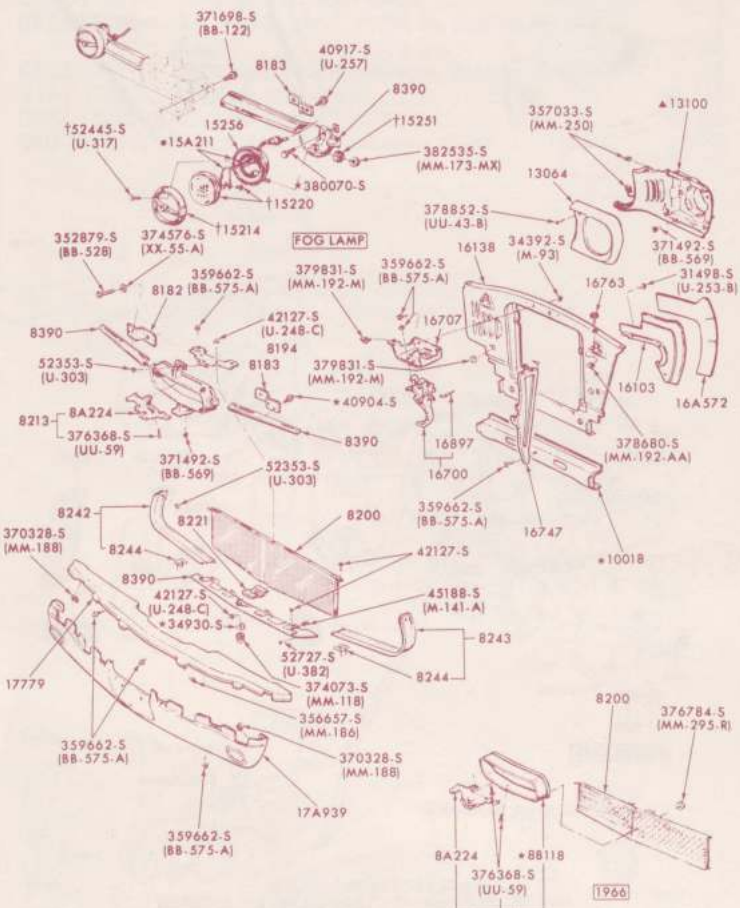 371698-S
(BB-122)
40917-S
(U-257)
8183
8390
†15251
15256
†52445-S
(U-317)
*15A211
382535-S
(MM-173-MX)
*380070-S
†15220
†15214
374576-S
(XX-55-A)
352879-S
(BB-528)
FOG LAMP
357033-S
(MM-250)
▲13100
13064
378852-S
(UU-43-B)
34392-S
(M-93)
16138
371492-S
(BB-569)
16763
31498-S
(U-253-B)
359662-S
(BB-575-A)
379831-S
(MM-192-M)
359662-S
(BB-575-A)
8182
42127-S
(U-248-C)
16707
8390
8194
8183
379831-S
(MM-192-M)
52353-S
(U-303)
*40904-S
16103
16A572
8213
8A224
376368-S
(UU-59)
8390
16897
16700
378680-S
(MM-192-AA)
371492-S
(BB-569)
52353-S
(U-303)
359662-S
(BB-575-A)
16747
*10018
8242
8221
8200
370328-S
(MM-188)
8244
42127-S
8390
42127-S
(U-248-C)
45188-S
(M-141-A)
*34930-S
8243
52727-S
(U-382)
8244
17779
374073-S
(MM-118)
356657-S
(MM-186)
8200
376784-S
(MM-295-R)
359662-S
(BB-575-A)
370328-S
(MM-188)
17A939
359662-S
(BB-575-A)
8A224
*8B118
376368-S
(UU-59)
1966